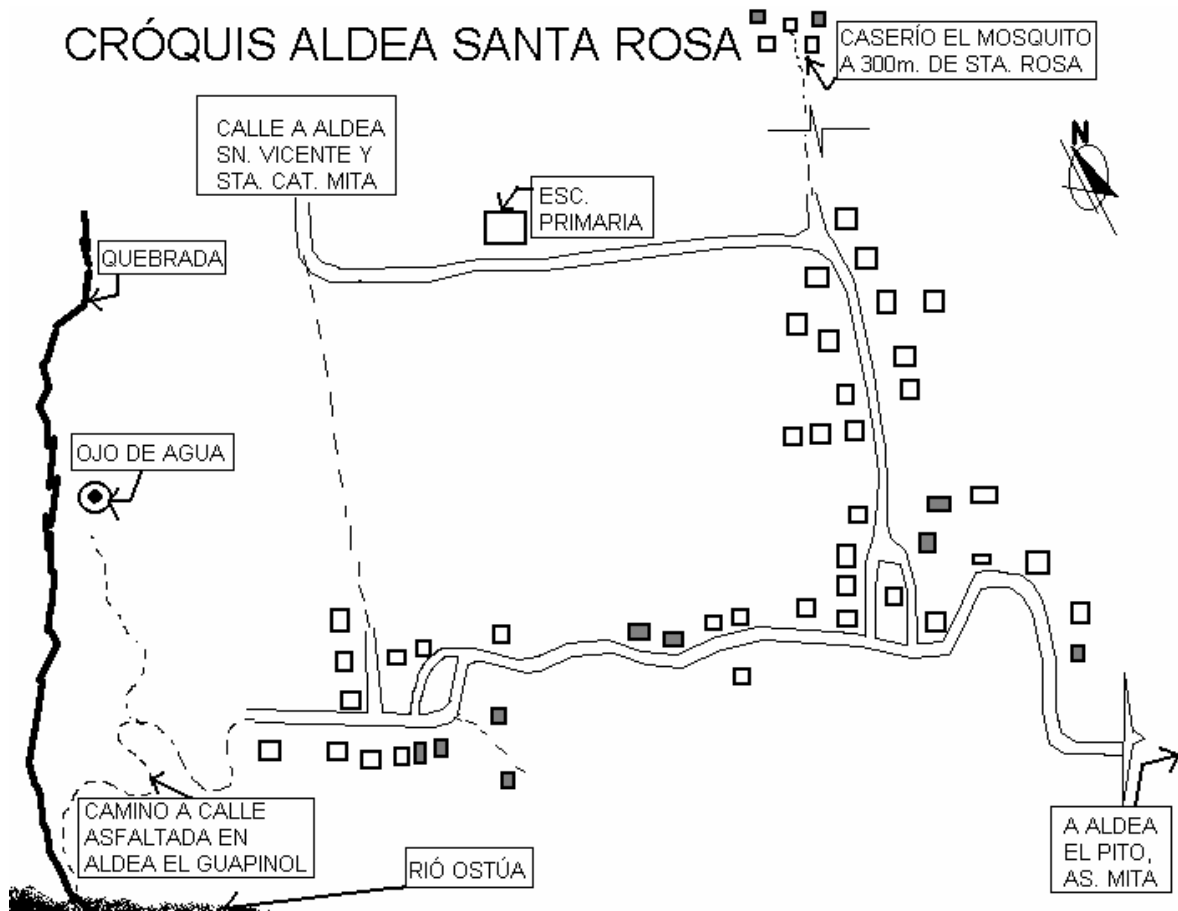 CRÓQUIS ALDEA SANTA ROSA
CASERÍO EL MOSQUITO
A 300m. DE STA. ROSA
CALLE A ALDEA
SN. VICENTE Y
STA. CAT. MITA
N
ESC.
PRIMARIA
QUEBRADA
OJO DE AGUA
CAMINO A CALLE
ASFALTADA EN
ALDEA EL GUAPINOL
RIÓ OSTÚA
A ALDEA
EL PITO,
AS. MITA